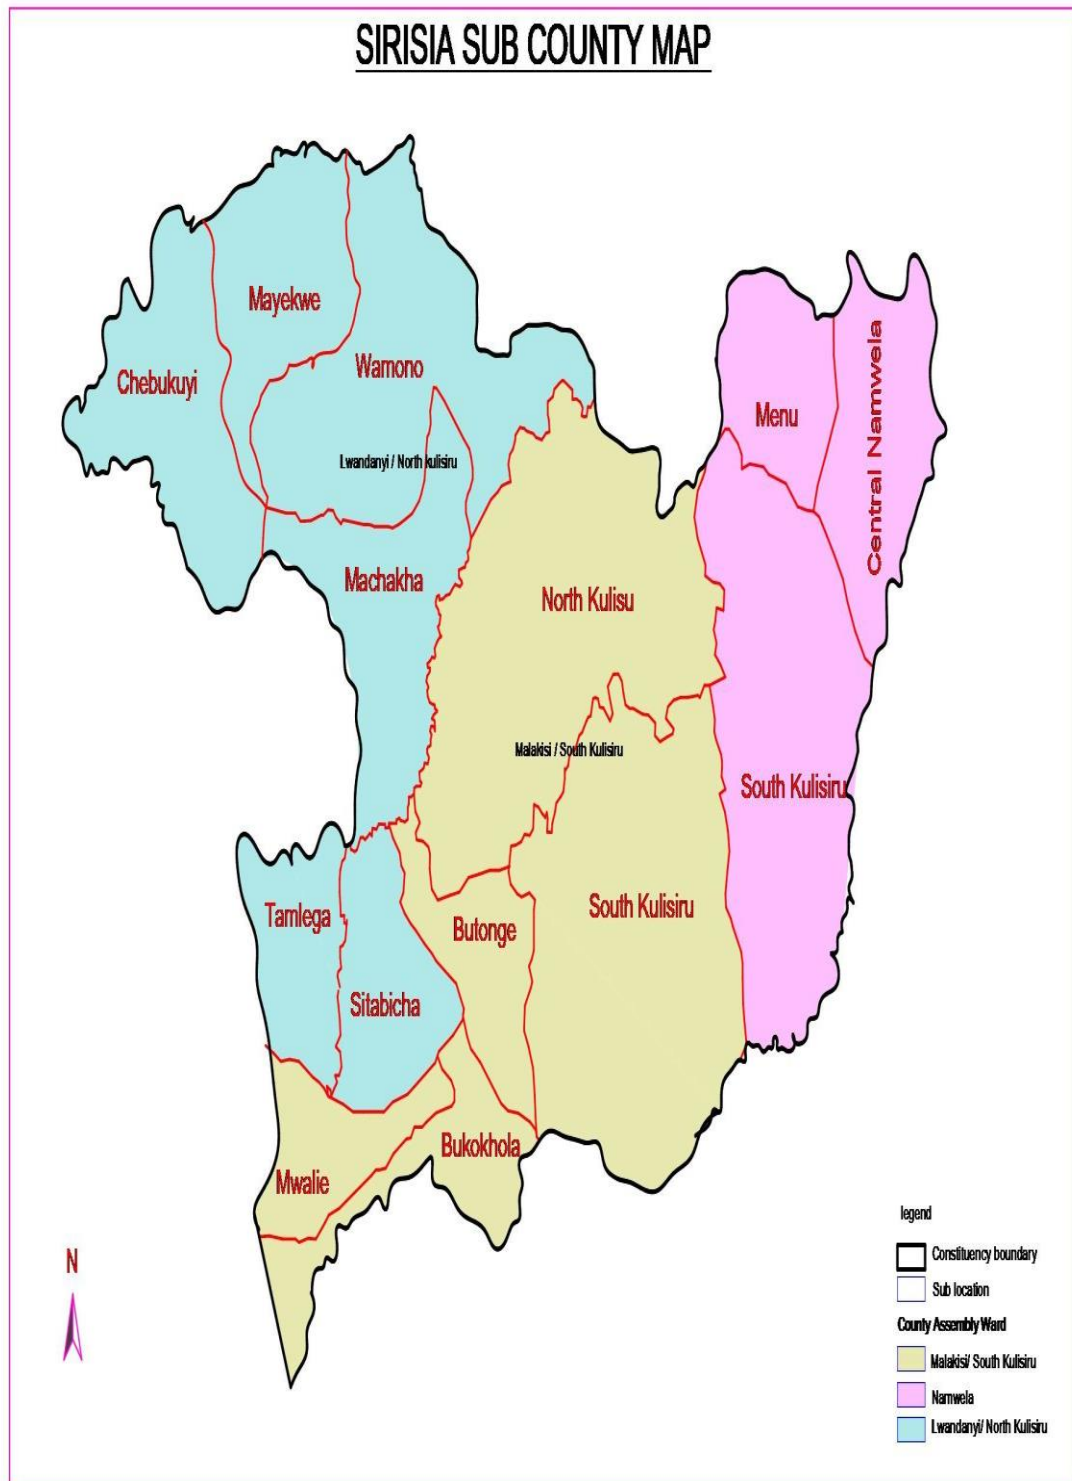 SIRISIA SUB COUNTY MAP
Mayekwe
Chebukuyi
Wamono
Menu
Central Namwela
Lwandanyi / North kulisiru
Machakha
North Kulisu
Malakisi / South Kulisiru
South Kulisiru
South Kulisiru
Tamlega
Butonge
Sitabicha
Bukokhola
Mwalie
N
legend
Constituency boundary
Sub location
County Assembly Ward
Malakisi/ South Kulisiru
Namwela
Lwandanyi/ North Kulisiru